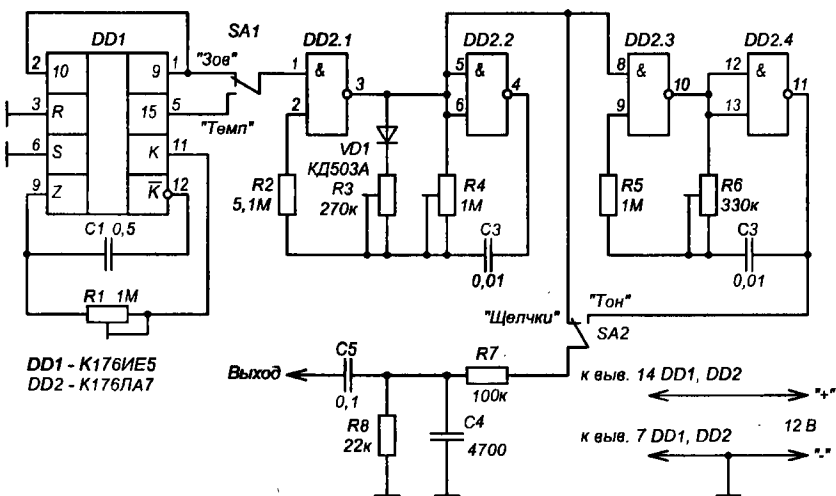 DD1
2
10
9
1
3
R
15
5
6
S
K
11
9
Z
K
12
C1 0,5
R1 1M
SA1
"Зов"
"Темп"
DD2.1
1
&
2
3
VD1
КД503А
R2
5,1М
R3
270к
R4
1М
C3
0,01
DD2.2
5
&
6
4
DD2.3
8
&
9
10
DD2.4
12
&
13
11
R5
1М
R6
330к
C3
0,01
"Щелчки"
"Тон"
SA2
DD1 - К176ИЕ5
DD2 - К176ЛА7
Выход
C5
0,1
R7
100к
R8
22к
C4
4700
к выв. 14 DD1, DD2
"+"
12 В
к выв. 7 DD1, DD2
"-"